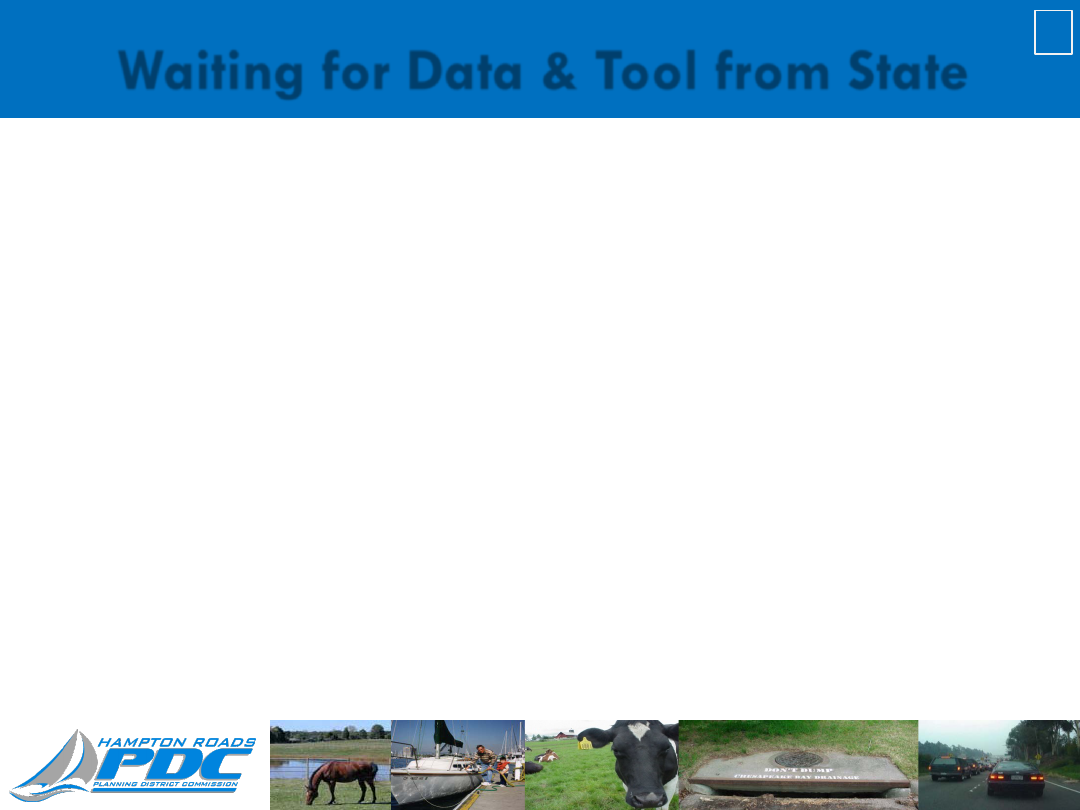 Waiting for Data & Tool from State
HAMPTON ROADS
PDC
PLANNING DISTRICT COMMISSION
DON'T DUMP
CHESAPEAKE BAY DRAINAGE